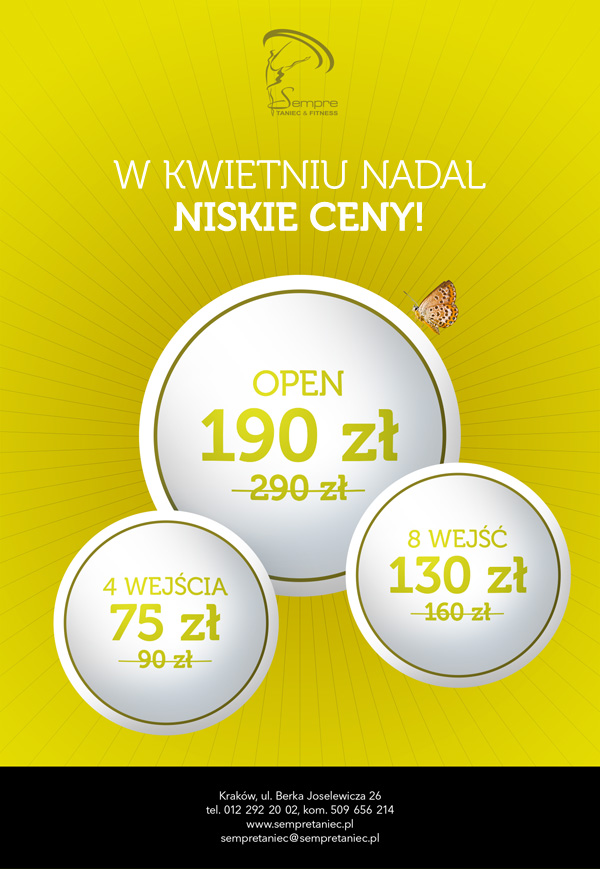 Sempre
TANIEC & FITNESS
W KWIETNIU NADAL
NISKIE CENY!
OPEN
190 zł
290 zł
8 WEJŚĆ
130 zł
160 zł
4 WEJŚCIA
75 zł
90 zł
Kraków, ul. Berka Joselewicza 26
tel. 012 292 20 02, kom. 509 656 214
www.sempretaniec.pl
sempretaniec@sempretaniec.pl